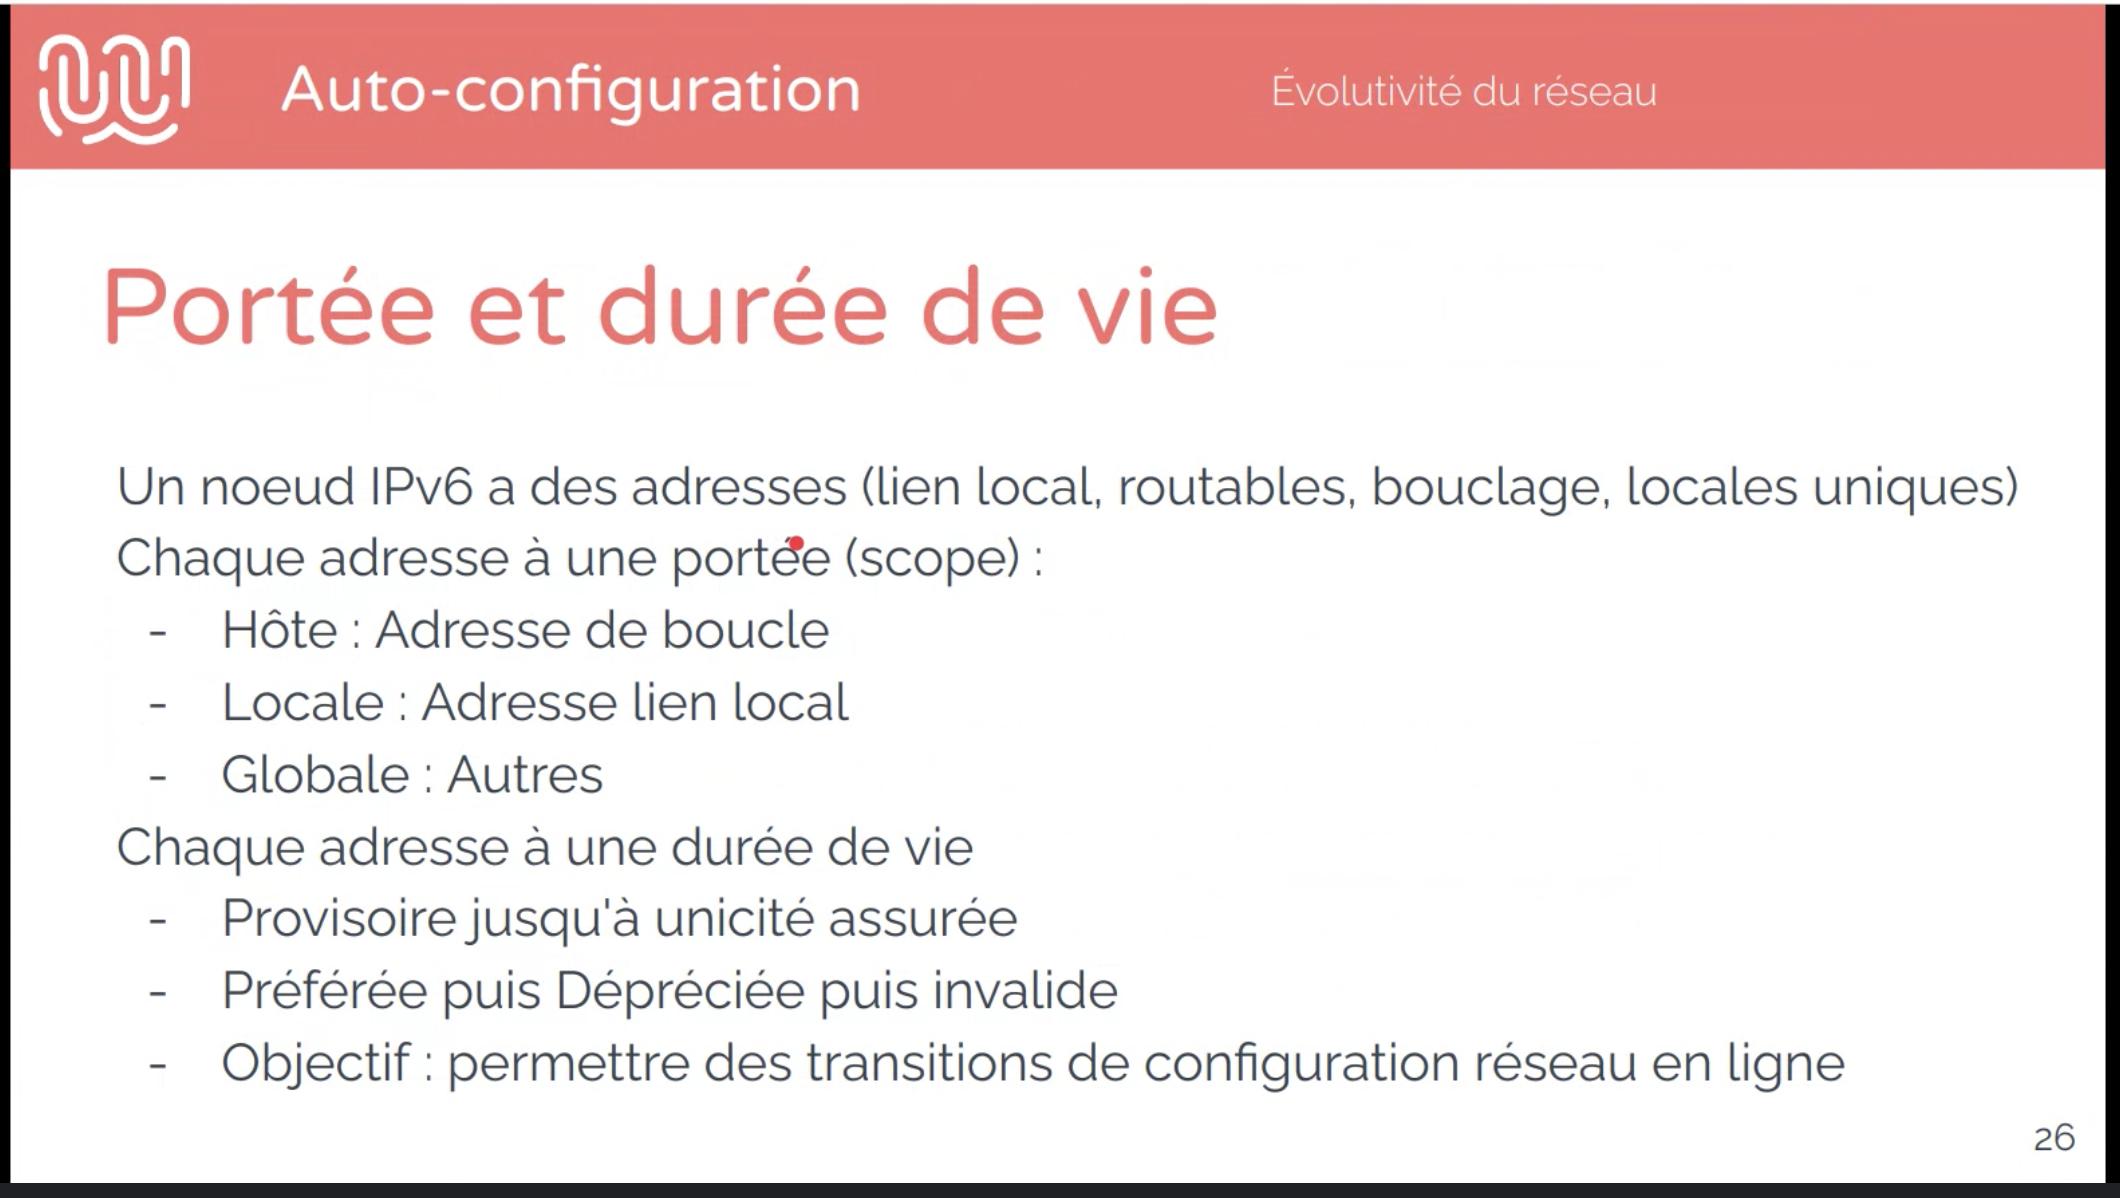 Auto-configuration
Évolutivité du réseau
Portée et durée de vie
Un noeud IPv6 a des adresses (lien local, routables, bouclage, locales uniques)
Chaque adresse à une portée (scope) :
- Hôte : Adresse de boucle
- Locale : Adresse lien local
- Globale : Autres
Chaque adresse à une durée de vie
- Provisoire jusqu'à unicité assurée
- Préférée puis Dépréciée puis invalide
- Objectif : permettre des transitions de configuration réseau en ligne
26